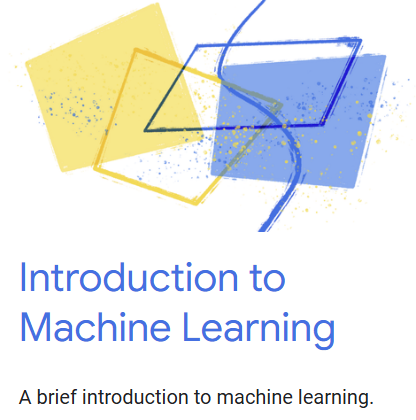 Introduction to
Machine Learning
A brief introduction to machine learning.